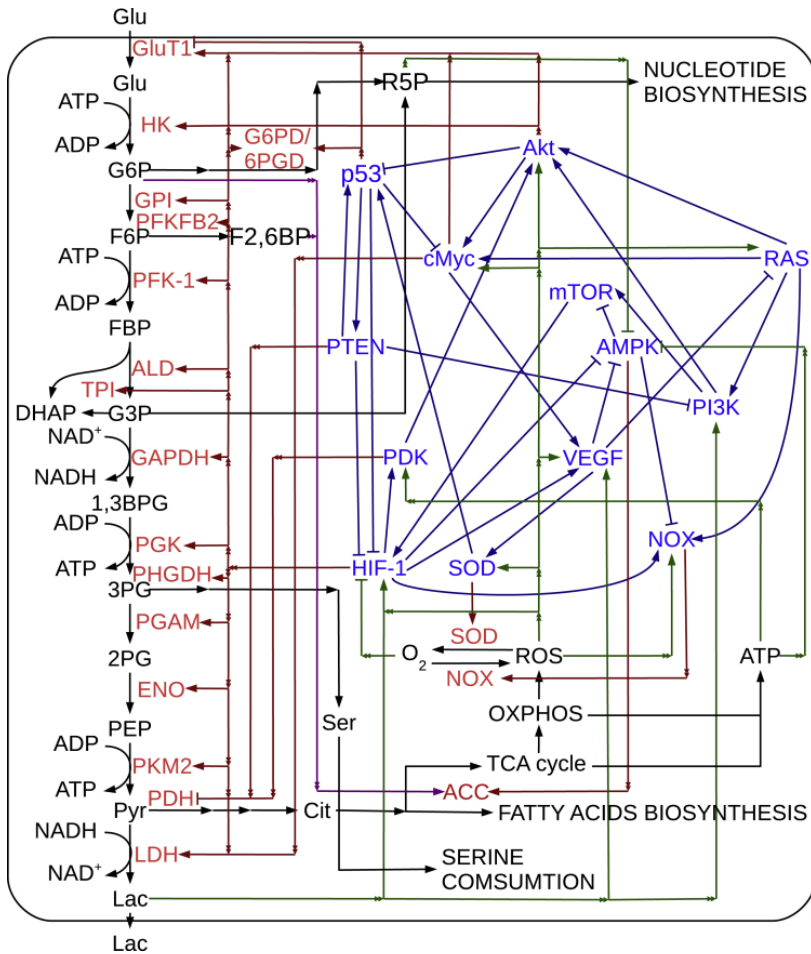 Glu
GluT1
Glu
R5P
NUCLEOTIDE
BIOSYNTHESIS
ATP
HK
ADP
G6PD/
6PGD
Akt
G6P
p53
GPI
PFKFB2
F6P
F2,6BP
cMyc
RAS
ATP
PFK-1
ADP
mTOR
FBP
PTEN
AMPK
ALD
TPI
PI3K
DHAP
G3P
NAD+
GAPDH
PDK
VEGF
NADH
1,3BPG
ADP
PGK
NOX
ATP
PHGDH
HIF-1
SOD
3PG
PGAM
SOD
2PG
O2
ROS
ATP
NOX
ENO
OXPHOS
Ser
PEP
ADP
PKM2
TCA cycle
ATP
PDH
ACC
Pyr
Cit
FATTY ACIDS BIOSYNTHESIS
NADH
LDH
SERINE
COMSUMTION
NAD+
Lac
Lac